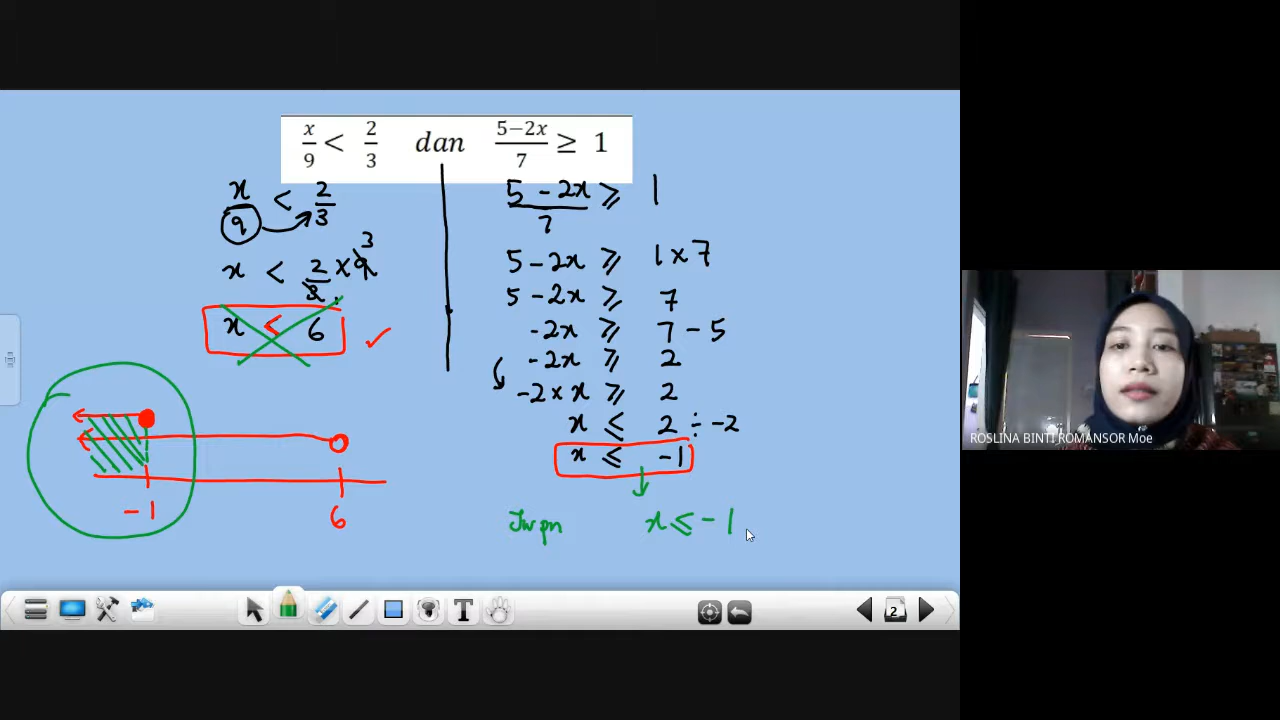 x/9 < 2/3 dan 5−2x/7 ≥ 1
x/9 < 2/3
x < 2/3 × 9 3
x < 6
5 - 2x / 7 ≥ 1
5 - 2x ≥ 1 × 7
5 - 2x ≥ 7
-2x ≥ 7 - 5
-2x ≥ 2
-2 × x ≥ 2
x ≤ 2 ÷ -2
x ≤ -1
-1
6
Jwpn x ≤ -1
T
2
ROSLINA BINTI ROMANSOR Moe